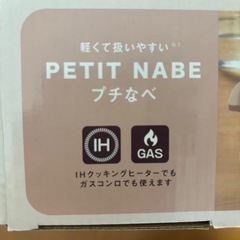 軽くて扱いやすい※1
PETIT NABE
プチなべ
IH
GAS
IHクッキングヒーターでも
ガスコンロでも使えます